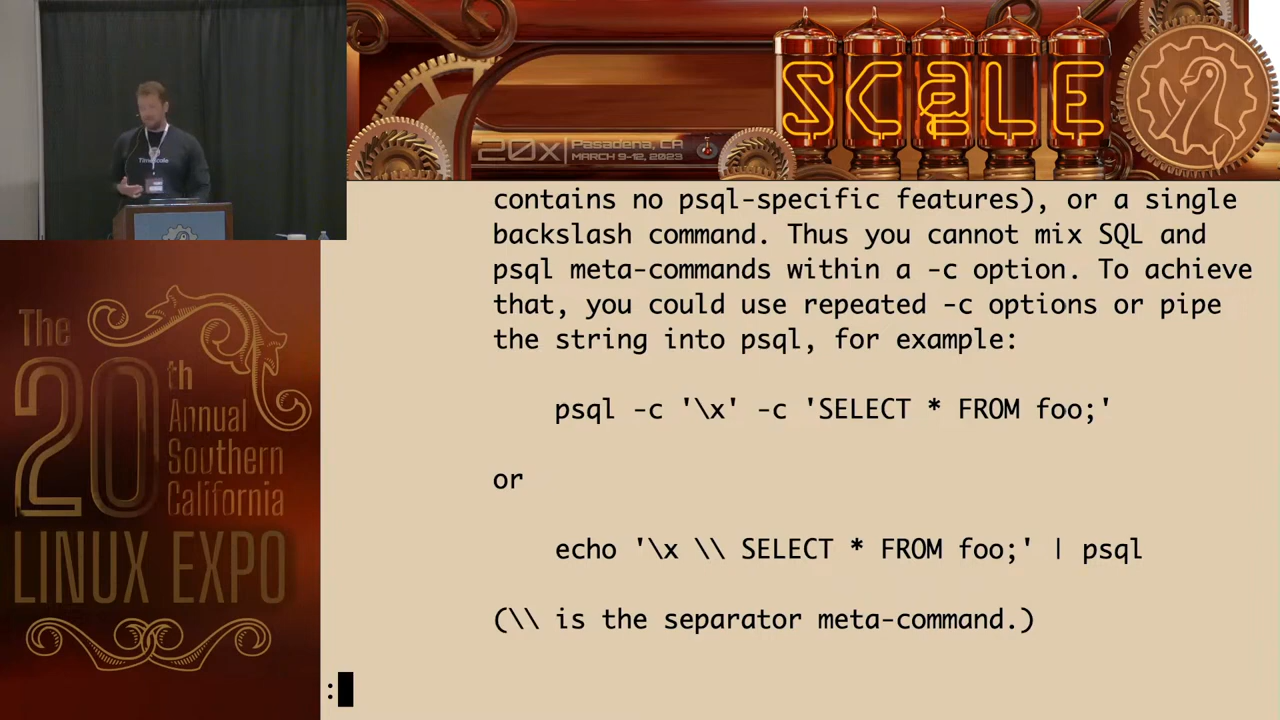 SC@LE
20x
Pasadena, CA
MARCH 9-12, 2023
contains no psql-specific features), or a single
backslash command. Thus you cannot mix SQL and
psql meta-commands within a -c option. To achieve
that, you could use repeated -c options or pipe
the string into psql, for example:
psql -c '\x' -c 'SELECT * FROM foo;'
or
echo '\x \\ SELECT * FROM foo;' | psql
(\\ is the separator meta-command.)
:
The
20th
Annual
Southern
California
LINUX EXPO